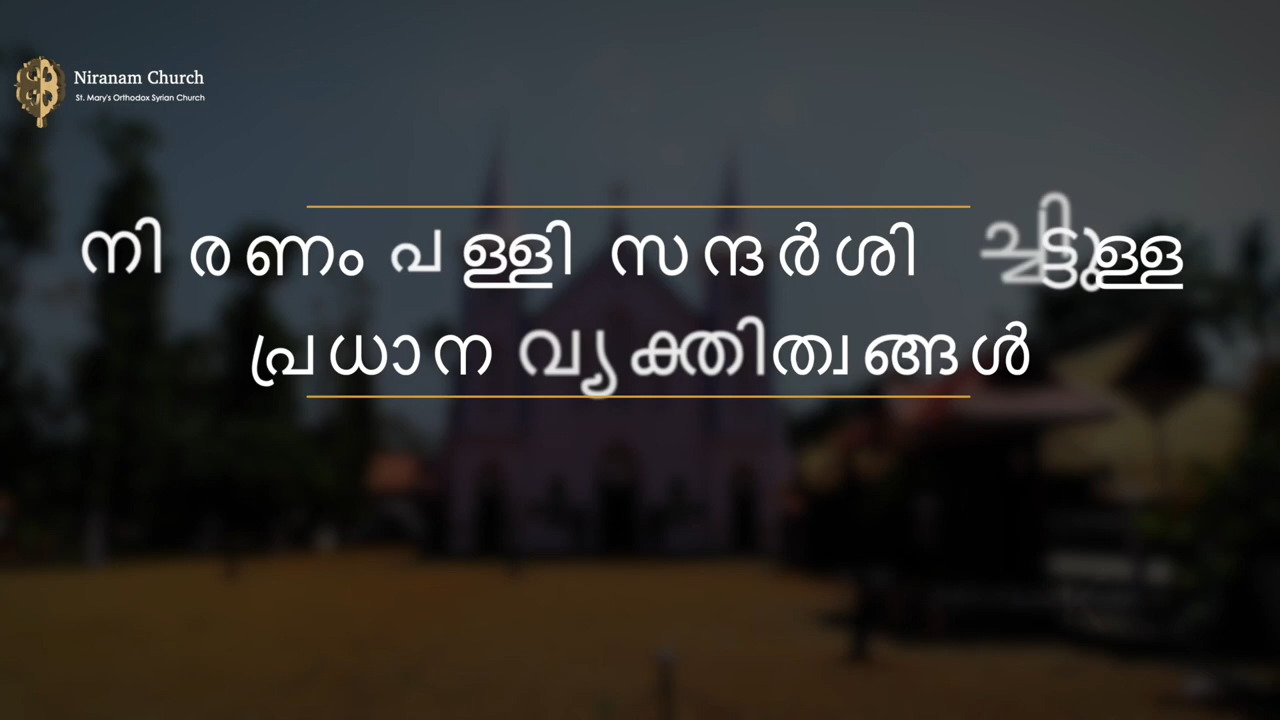 Niranam Church
St. Mary's Orthodox Syrian Church
നിരണം പള്ളി സന്ദർശിച്ചിട്ടുള്ള
പ്രധാന വ്യക്തിത്വങ്ങൾ